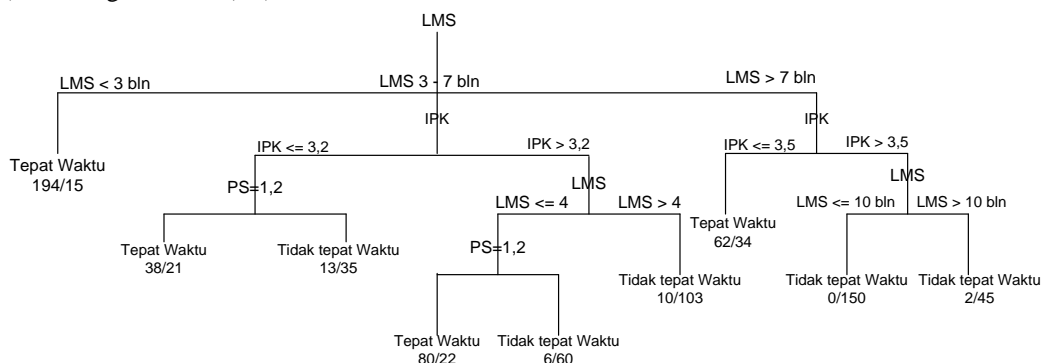 LMS
LMS < 3 bln
LMS 3 - 7 bln
LMS > 7 bln
IPK
IPK
IPK <= 3,2
IPK > 3,2
IPK <= 3,5
IPK > 3,5
Tepat Waktu
194/15
PS=1,2
LMS
LMS
LMS <= 4
LMS > 4
LMS <= 10 bln
LMS > 10 bln
Tepat Waktu
62/34
Tepat Waktu
38/21
Tidak tepat Waktu
13/35
PS=1,2
Tidak tepat Waktu
10/103
Tidak tepat Waktu
0/150
Tidak tepat Waktu
2/45
Tepat Waktu
80/22
Tidak tepat Waktu
6/60